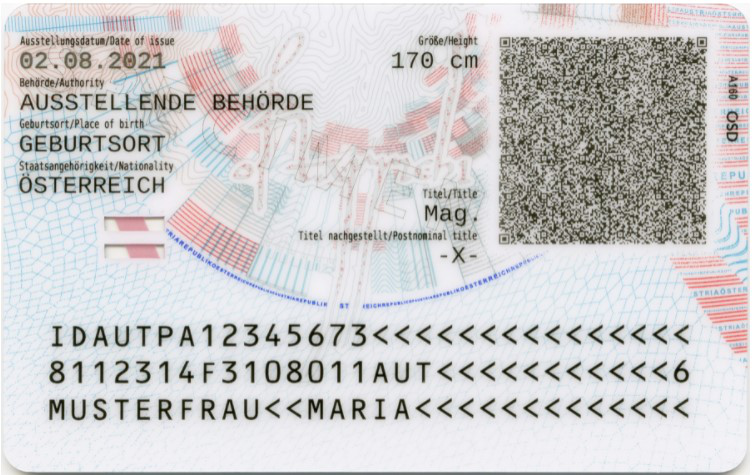 Ausstellungsdatum/Date of issue
02.08.2021
Größe/Height
170 cm
Behörde/Authority
AUSSTELLENDE BEHÖRDE
Geburtsort/Place of birth
GEBURTSORT
Staatsangehörigkeit/Nationality
ÖSTERREICH
Titel/Title
Mag.
Titel nachgestellt/Postnominal title
-X-
A160 OSD
IDAUTPA12345673<<<<<<<<<<<<<<<
8112314F3108011AUT<<<<<<<<<<<6
MUSTERFRAU<<MARIA<<<<<<<<<<<<<